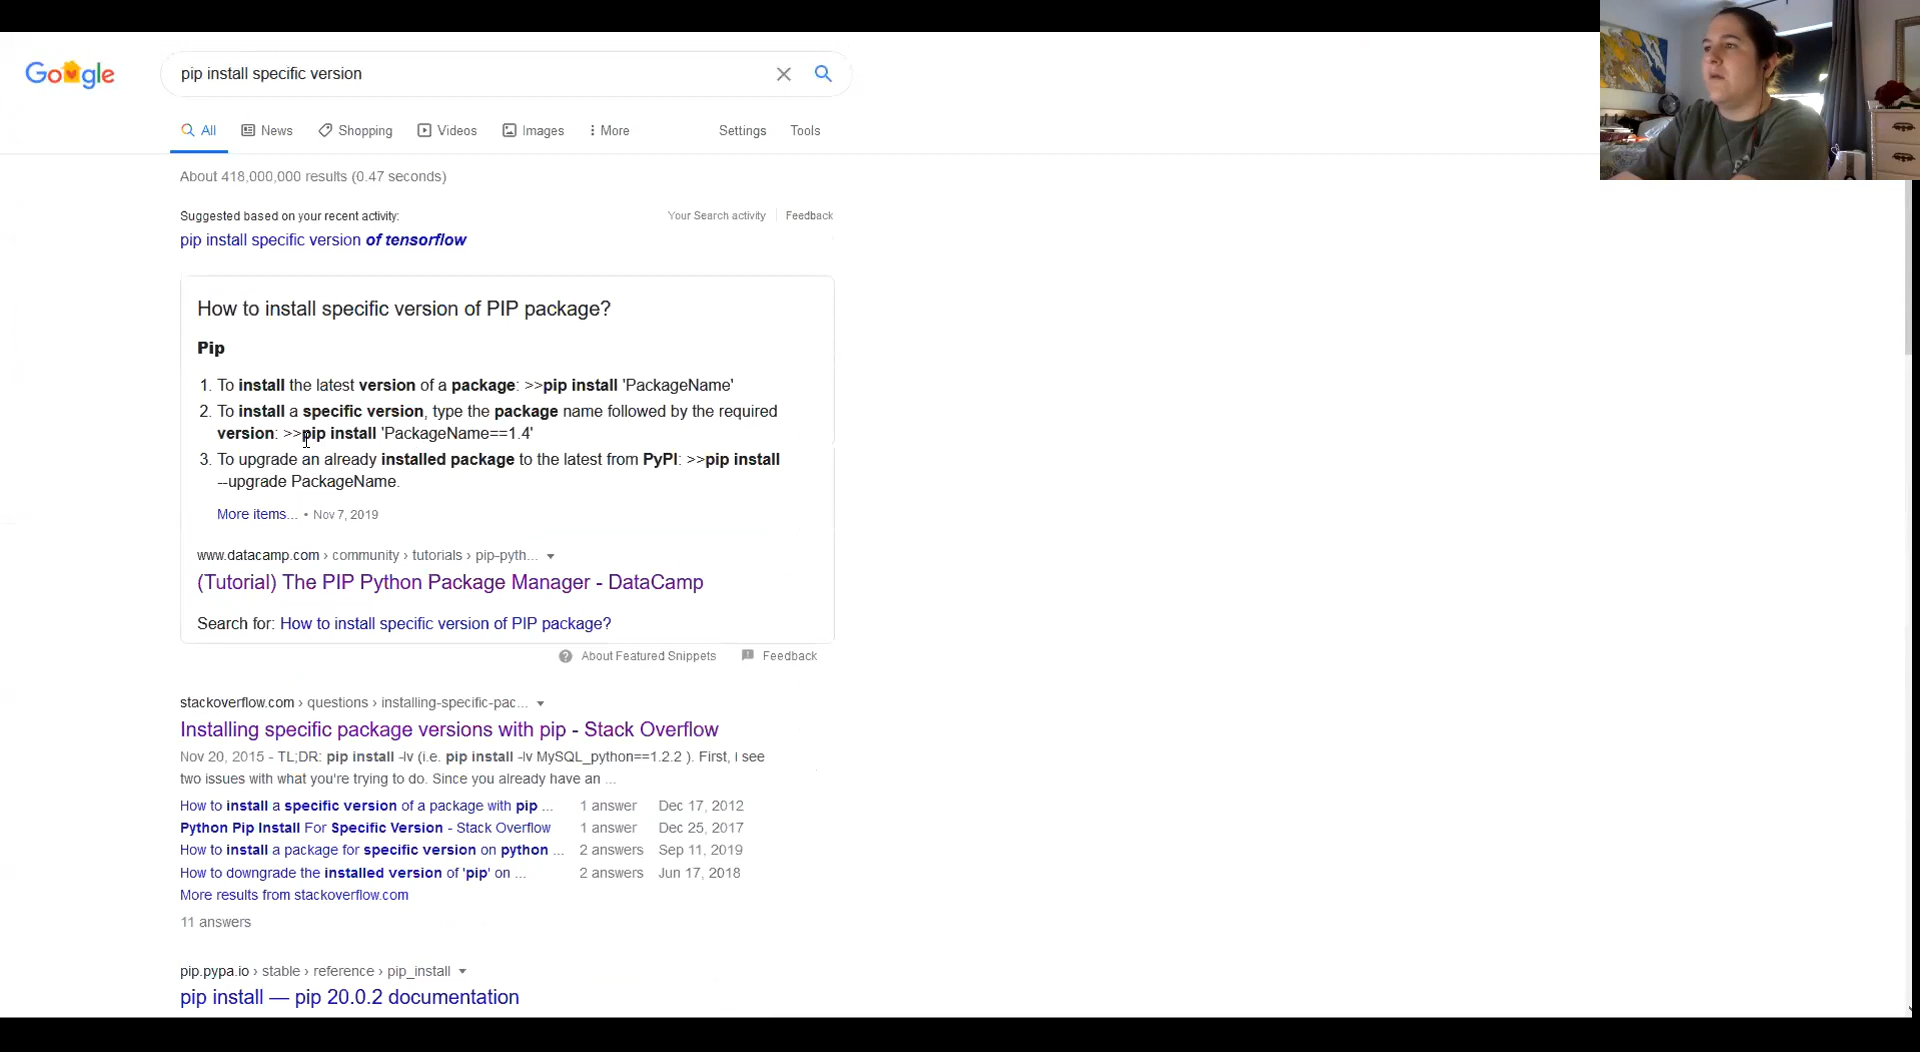 Google
pip install specific version
All
News
Shopping
Videos
Images
More
Settings
Tools
About 418,000,000 results (0.47 seconds)
Suggested based on your recent activity:
Your Search activity
Feedback
pip install specific version of tensorflow
How to install specific version of PIP package?
Pip
1. To install the latest version of a package: >>pip install 'PackageName'
2. To install a specific version, type the package name followed by the required
version: >>pip install 'PackageName==1.4'
3. To upgrade an already installed package to the latest from PyPI: >>pip install
--upgrade PackageName.
More items... • Nov 7, 2019
www.datacamp.com › community › tutorials › pip-pyth...
(Tutorial) The PIP Python Package Manager - DataCamp
Search for: How to install specific version of PIP package?
About Featured Snippets
Feedback
stackoverflow.com › questions › installing-specific-pac...
Installing specific package versions with pip - Stack Overflow
Nov 20, 2015 - TL;DR: pip install -Iv (i.e. pip install -Iv MySQL_python==1.2.2 ). First, I see
two issues with what you're trying to do. Since you already have an ...
How to install a specific version of a package with pip ... 1 answer Dec 17, 2012
Python Pip Install For Specific Version - Stack Overflow 1 answer Dec 25, 2017
How to install a package for specific version on python ... 2 answers Sep 11, 2019
How to downgrade the installed version of 'pip' on ... 2 answers Jun 17, 2018
More results from stackoverflow.com
11 answers
pip.pypa.io › stable › reference › pip_install
pip install — pip 20.0.2 documentation